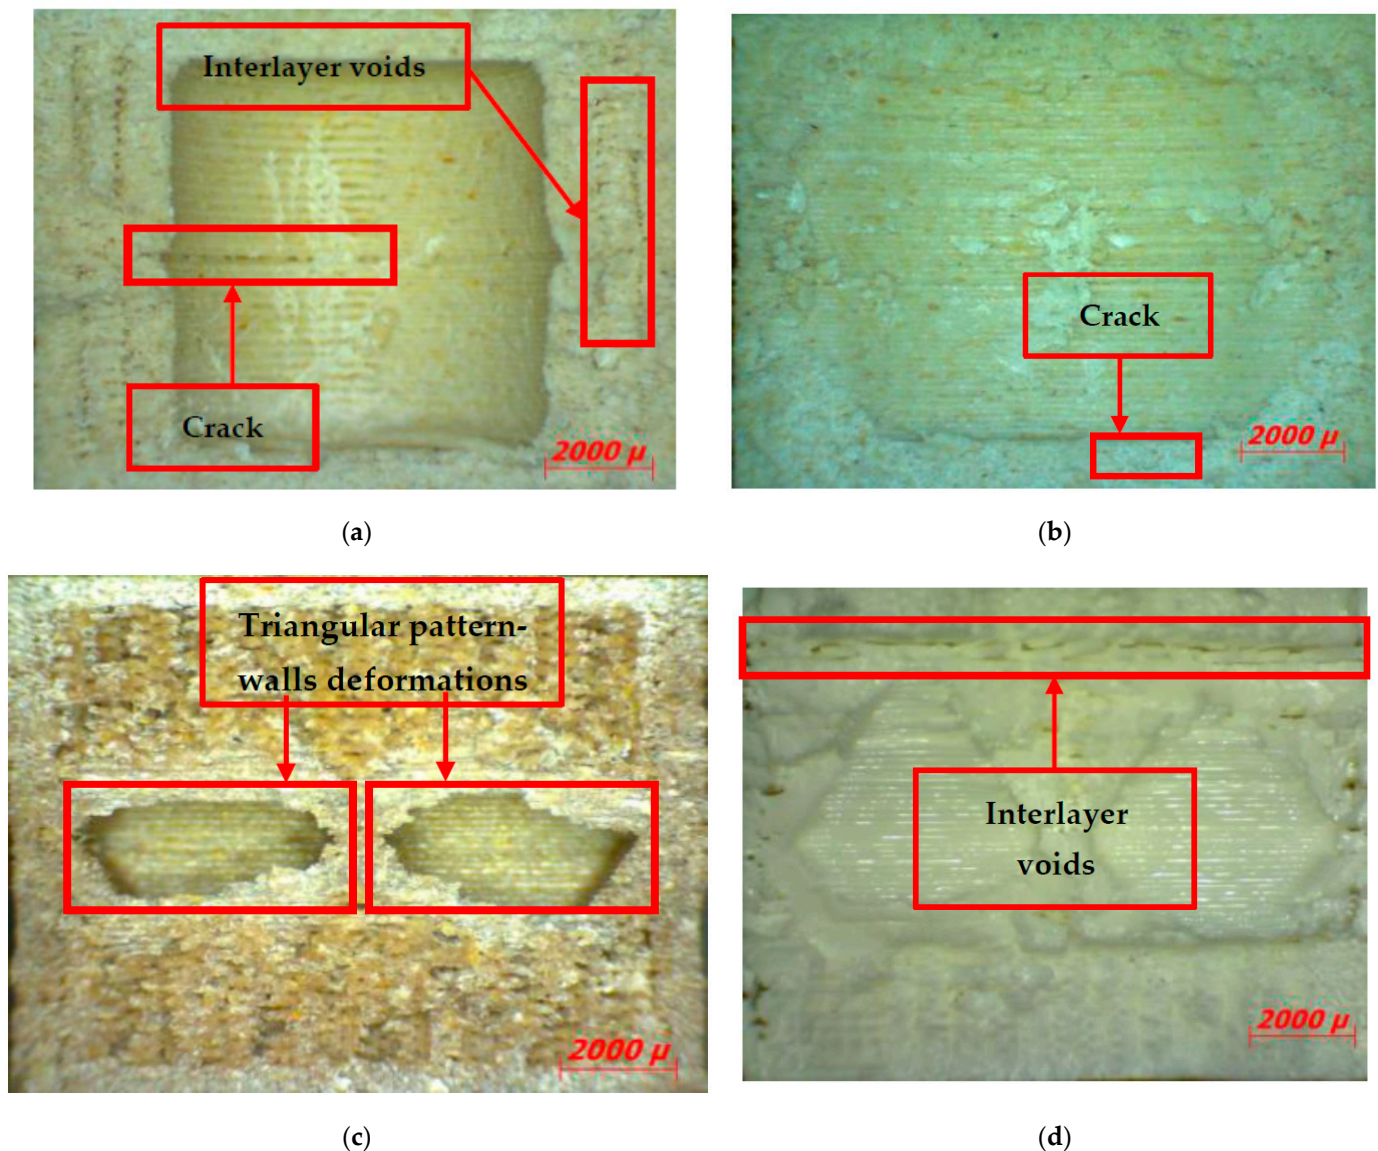 Interlayer voids
Crack
2000 μ
(a)
Crack
2000 μ
(b)
Triangular pattern-
walls deformations
2000 μ
(c)
Interlayer
voids
2000 μ
(d)